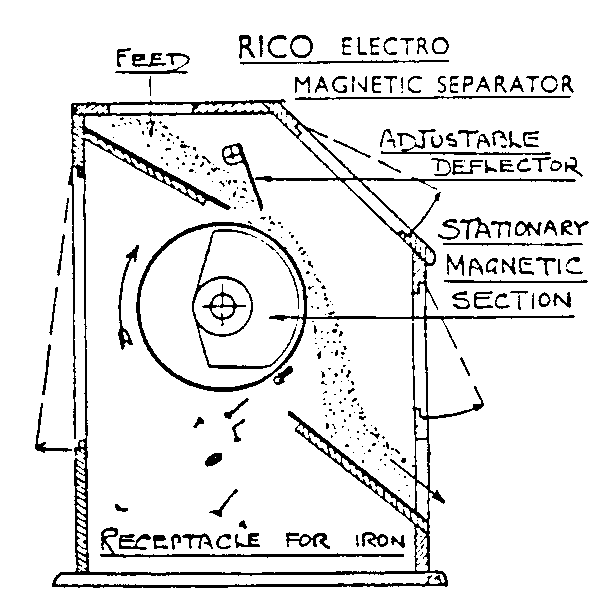 FEED
RICO ELECTRO
MAGNETIC SEPARATOR
ADJUSTABLE
DEFLECTOR
STATIONARY
MAGNETIC
SECTION
RECEPTACLE FOR IRON